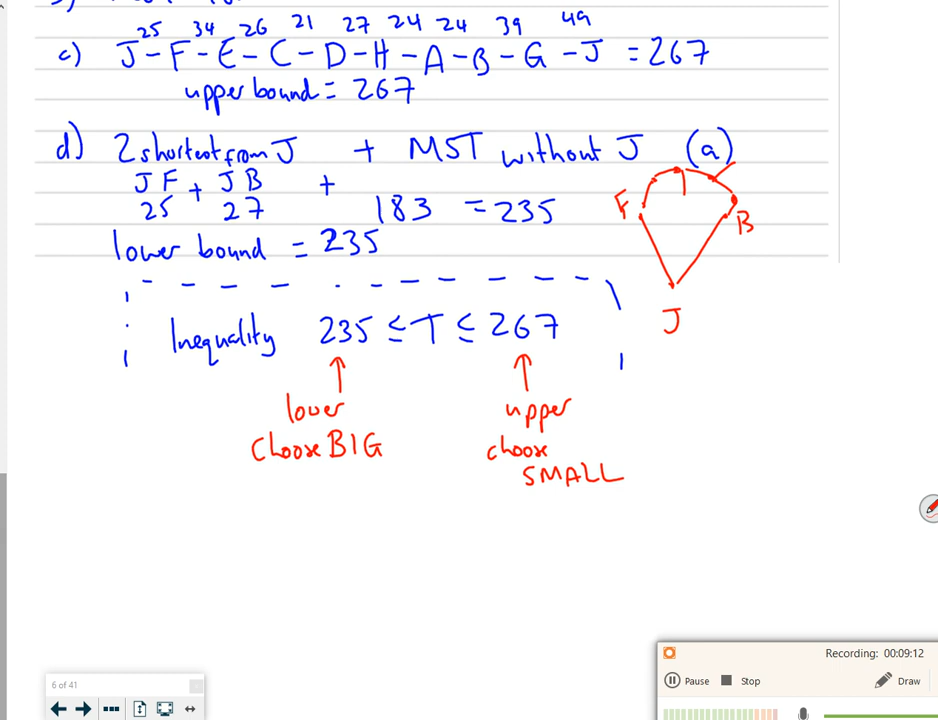 25 34 26 21 27 24 24 39 49
c) J - F - E - C - D - H - A - B - G - J = 267
upper bound = 267
d) 2 shortest from J + MST without J (a)
JF + JB +
25 27 183 = 235
F
B
lower bound = 235
J
Inequality 235 ≤ T ≤ 267
lower upper
choose BIG choose
SMALL
Recording: 00:09:12
Pause Stop Draw
6 of 41